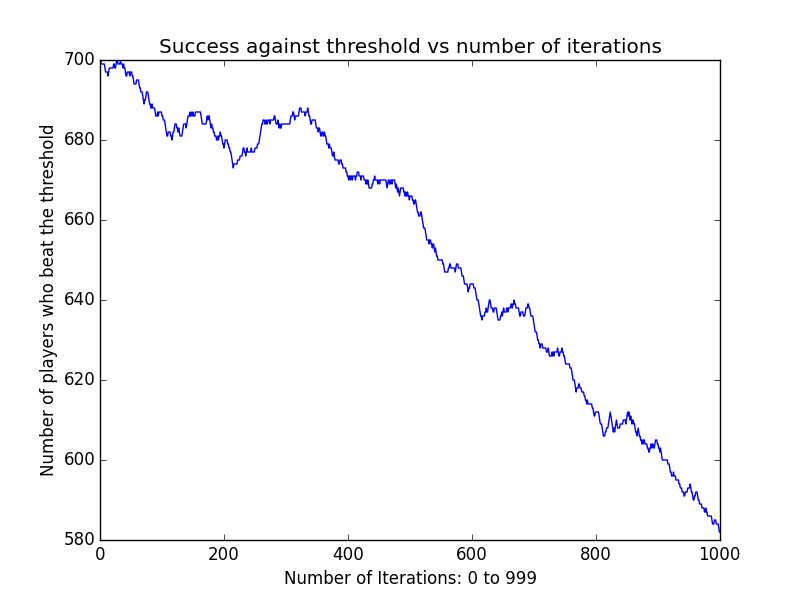 Success against threshold vs number of iterations
Number of players who beat the threshold
700
680
660
640
620
600
580
0 200 400 600 800 1000
Number of Iterations: 0 to 999